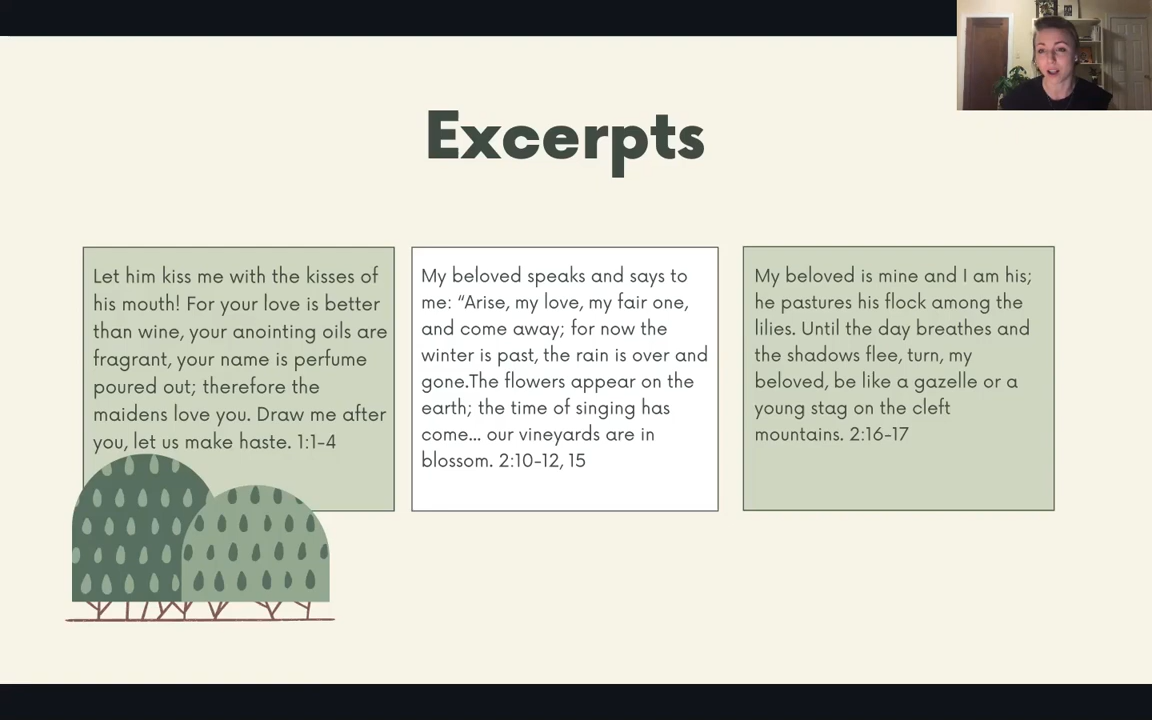 Excerpts
Let him kiss me with the kisses of
his mouth! For your love is better
than wine, your anointing oils are
fragrant, your name is perfume
poured out; therefore the
maidens love you. Draw me after
you, let us make haste. 1:1-4
My beloved speaks and says to
me: “Arise, my love, my fair one,
and come away; for now the
winter is past, the rain is over and
gone.The flowers appear on the
earth; the time of singing has
come... our vineyards are in
blossom. 2:10-12, 15
My beloved is mine and I am his;
he pastures his flock among the
lilies. Until the day breathes and
the shadows flee, turn, my
beloved, be like a gazelle or a
young stag on the cleft
mountains. 2:16-17